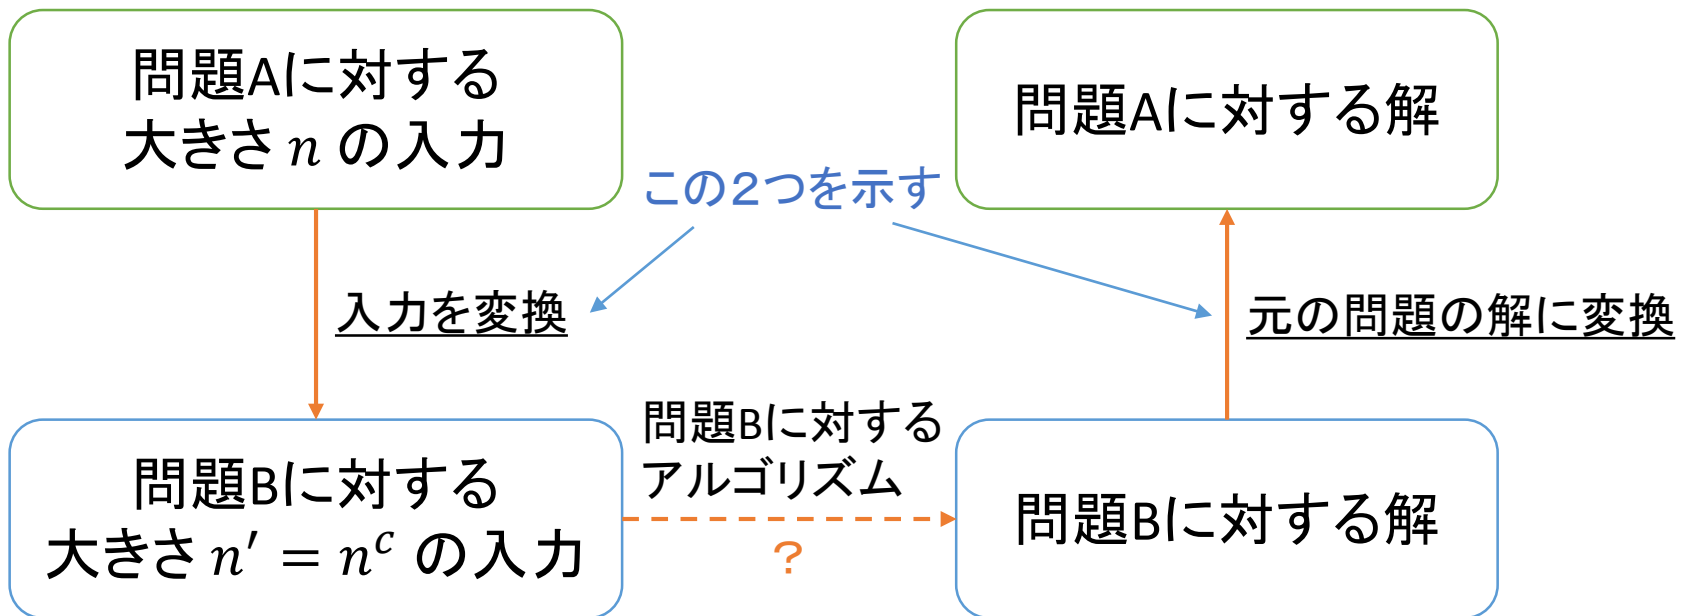 問題Aに対する
大きさ n の入力
問題Aに対する解
この２つを示す
入力を変換
元の問題の解に変換
問題Bに対する
アルゴリズム
?
問題Bに対する
大きさ n′ = n^c の入力
問題Bに対する解